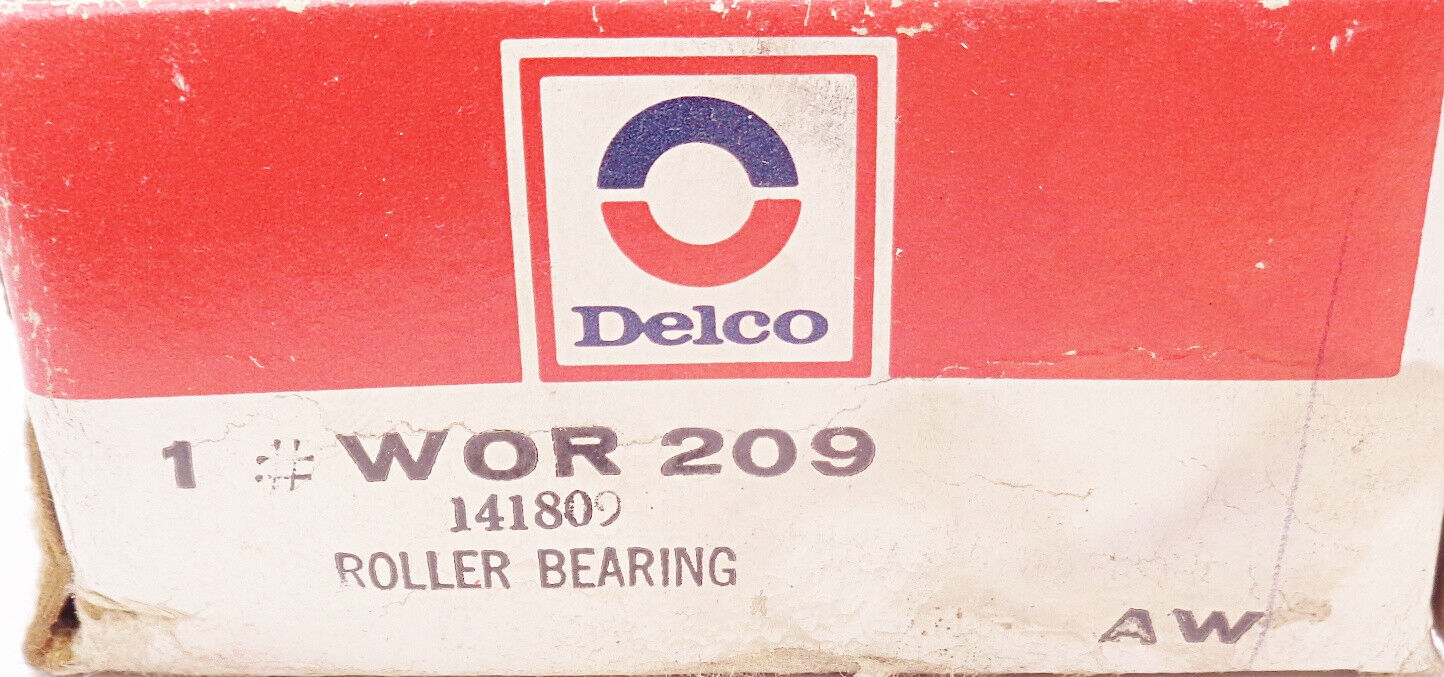 Delco
1 # WOR 209
141809
ROLLER BEARING
AW